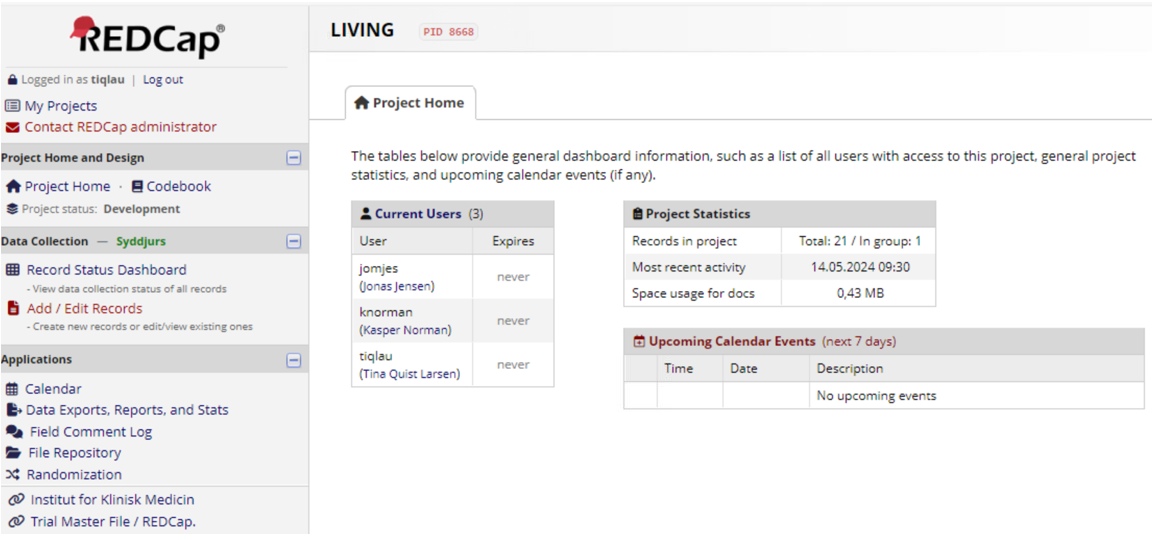 REDCap®
Logged in as tiqlau | Log out
My Projects
Contact REDCap administrator
Project Home and Design
Project Home · Codebook
Project status: Development
Data Collection — Syddjurs
Record Status Dashboard
- View data collection status of all records
Add / Edit Records
- Create new records or edit/view existing ones
Applications
Calendar
Data Exports, Reports, and Stats
Field Comment Log
File Repository
Randomization
Institut for Klinisk Medicin
Trial Master File / REDCap.
LIVING PID 8668
Project Home
The tables below provide general dashboard information, such as a list of all users with access to this project, general project
statistics, and upcoming calendar events (if any).
Current Users (3)
User Expires
jomjes
(Jonas Jensen) never
knorman
(Kasper Norman) never
tiqlau
(Tina Quist Larsen) never
Project Statistics
Records in project Total: 21 / In group: 1
Most recent activity 14.05.2024 09:30
Space usage for docs 0,43 MB
Upcoming Calendar Events (next 7 days)
Time Date Description
No upcoming events